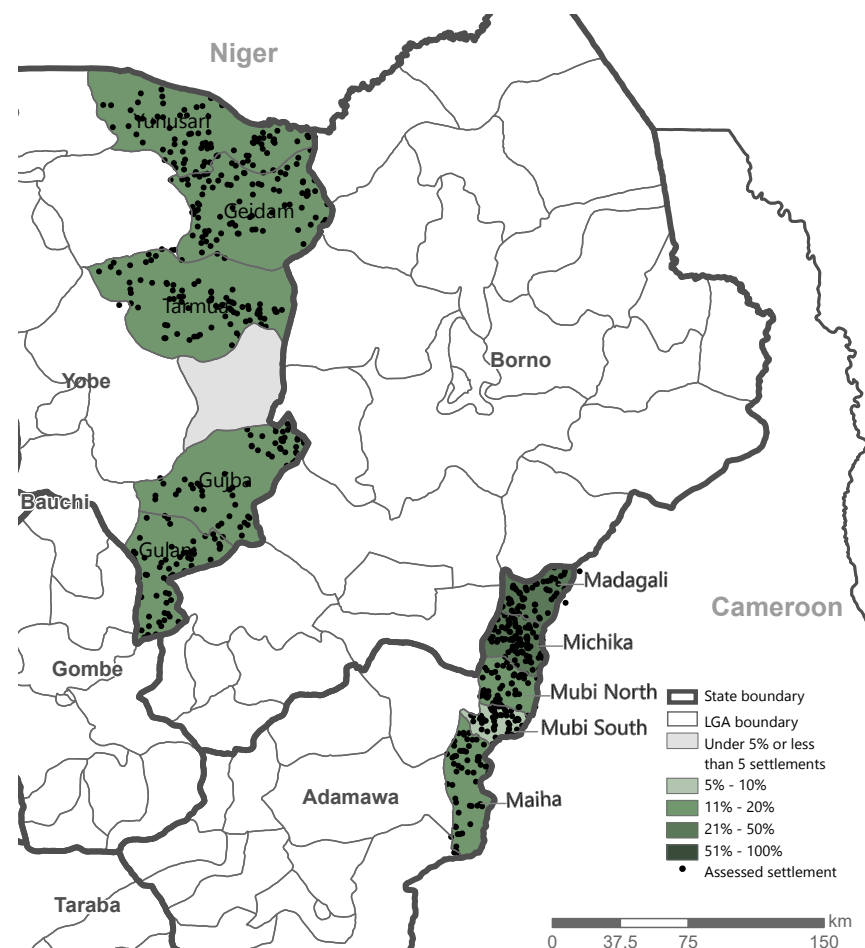 Niger
Yunusari
Geidam
Tarmua
Borno
Yobe
Gujba
Bauchi
Gulani
Madagali
Cameroon
Michika
Gombe
Mubi North
Mubi South
Adamawa
Maiha
Taraba
State boundary
LGA boundary
Under 5% or less
than 5 settlements
5% - 10%
11% - 20%
21% - 50%
51% - 100%
Assessed settlement
km
0 37.5 75 150